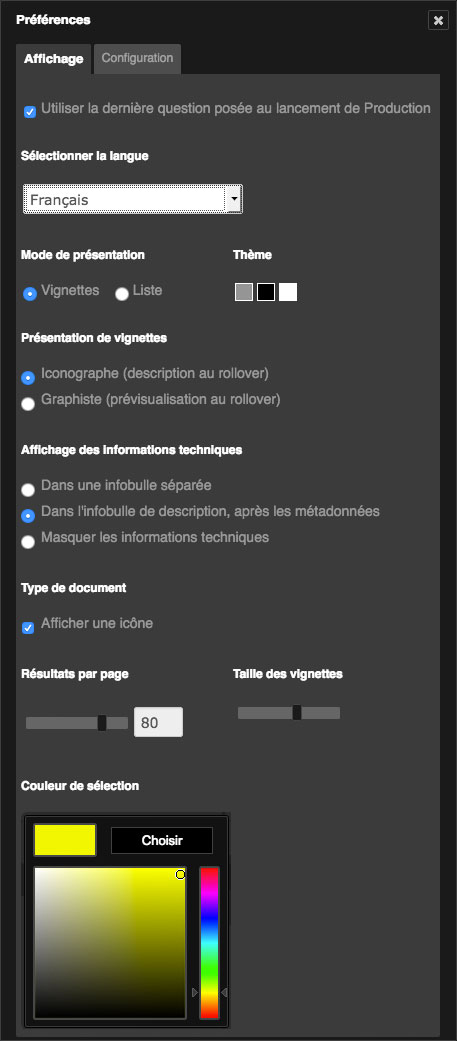 Préférences
Affichage Configuration
Utiliser la dernière question posée au lancement de Production
Sélectionner la langue
Français
Mode de présentation Thème
Vignettes Liste
Présentation de vignettes
Iconographe (description au rollover)
Graphiste (prévisualisation au rollover)
Affichage des informations techniques
Dans une infobulle séparée
Dans l'infobulle de description, après les métadonnées
Masquer les informations techniques
Type de document
Afficher une icône
Résultats par page Taille des vignettes
80
Couleur de sélection
Choisir